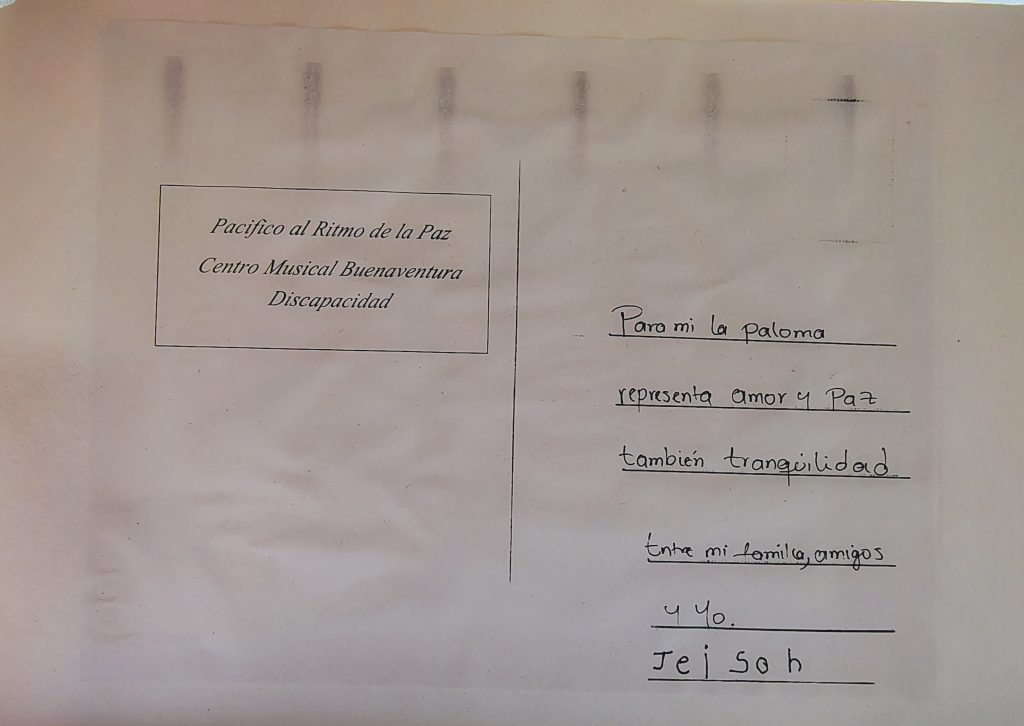 Pacifico al Ritmo de la Paz
Centro Musical Buenaventura
Discapacidad
Para mi la paloma
representa amor y Paz
también tranqüilidad
Entre mi familia, amigos
y yo.
Jeison